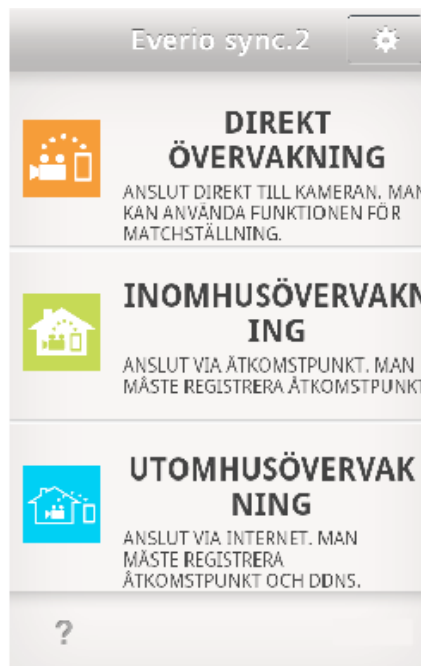 Everio sync.2
DIREKT
ÖVERVAKNING
ANSLUT DIREKT TILL KAMERAN. MAN
KAN ANVÄNDA FUNKTIONEN FÖR
MATCHSTÄLLNING.
INOMHUSÖVERVAKN
ING
ANSLUT VIA ÅTKOMSTPUNKT. MAN
MÅSTE REGISTRERA ÅTKOMSTPUNKT
UTOMHUSÖVERVAK
NING
ANSLUT VIA INTERNET. MAN
MÅSTE REGISTRERA
ÅTKOMSTPUNKT OCH DDNS.
?